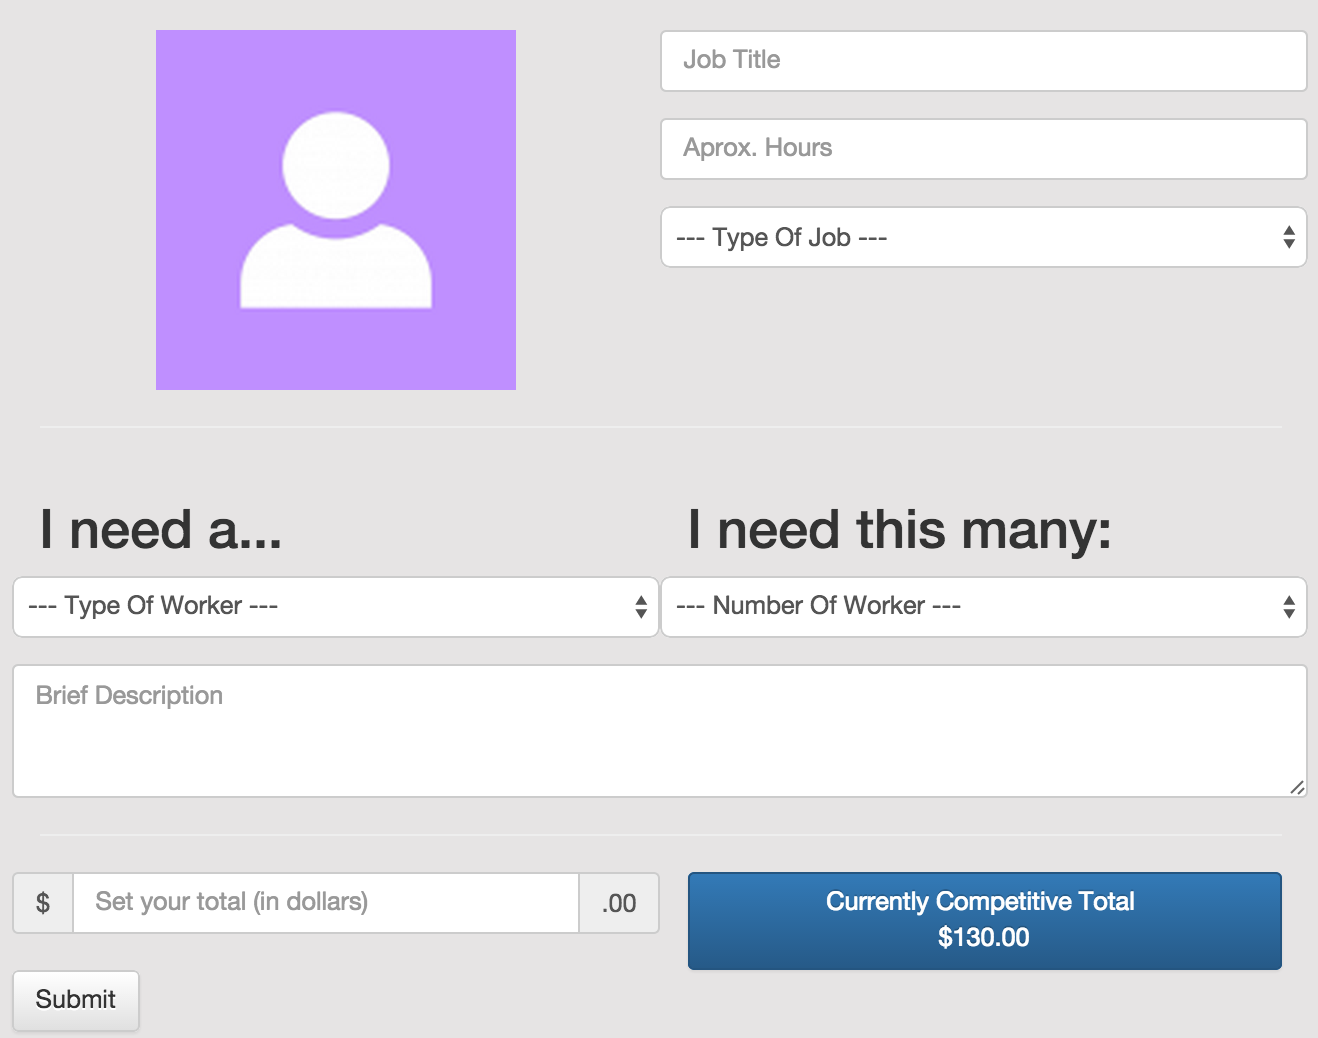 Job Title
Aprox. Hours
--- Type Of Job ---
I need a...
I need this many:
--- Type Of Worker ---
--- Number Of Worker ---
Brief Description
$ Set your total (in dollars) .00
Currently Competitive Total
$130.00
Submit